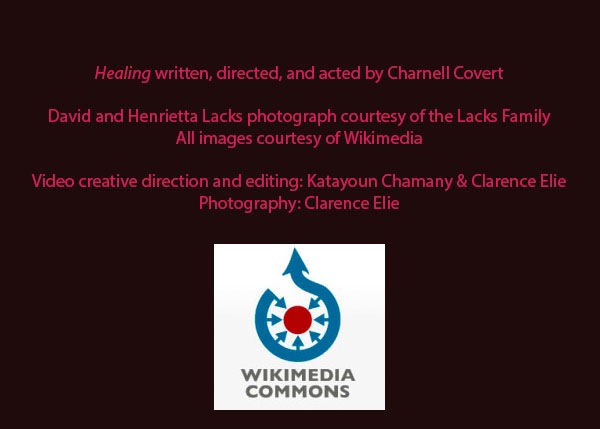 Healing written, directed, and acted by Charnell Covert
David and Henrietta Lacks photograph courtesy of the Lacks Family
All images courtesy of Wikimedia
Video creative direction and editing: Katayoun Chamany & Clarence Elie
Photography: Clarence Elie
WIKIMEDIA
COMMONS